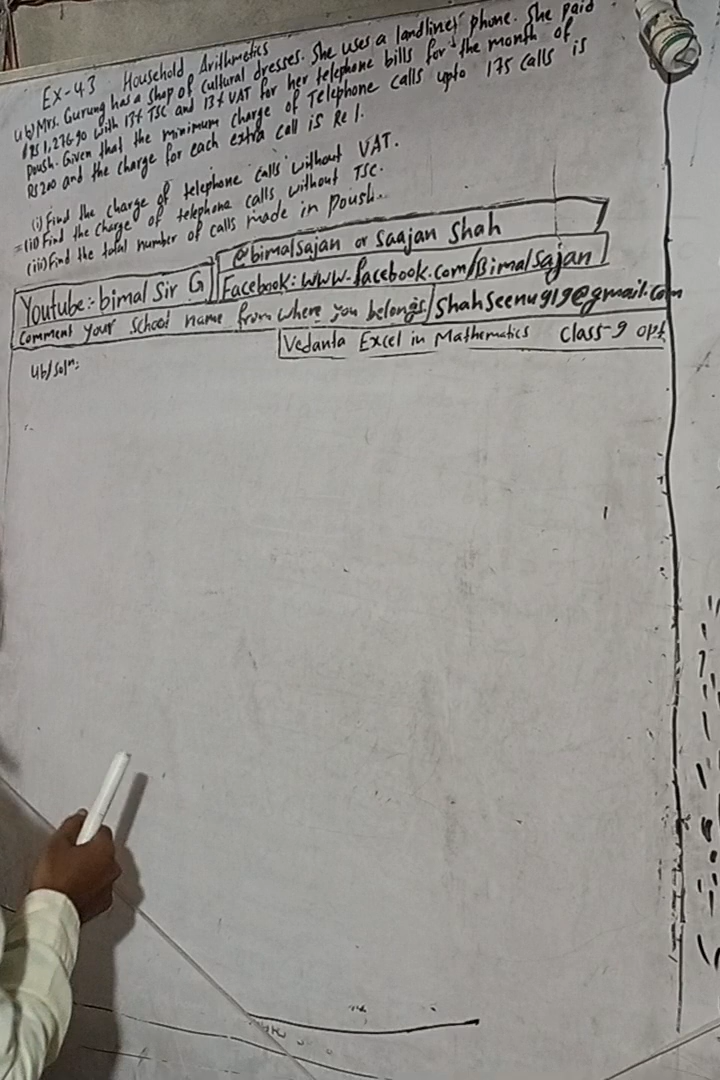 Ex-43 Household Arithmetics
4b) Mrs. Gurung has a shop of cultural dresses. She uses a landline phone. She paid
Rs 1,276.90 with 13% TSC and 13% VAT for her telephone bills for the month of
Poush. Given that the minimum charge of Telephone calls upto 175 calls is
Rs 200 and the charge for each extra call is Re 1.
(i) Find the charge of telephone calls without VAT.
(ii) Find the charge of telephone calls without TSC.
(iii) Find the total number of calls made in Poush.
@bimalsajan or Saajan Shah
Youtube:- bimal Sir G
Facebook: www.facebook.com/Bimalsajan
Comment your school name from where you belongs/ Shahseenu919@gmail.com
Vedanta Excel in Mathematics Class-9 opt
4b/ Solⁿ: